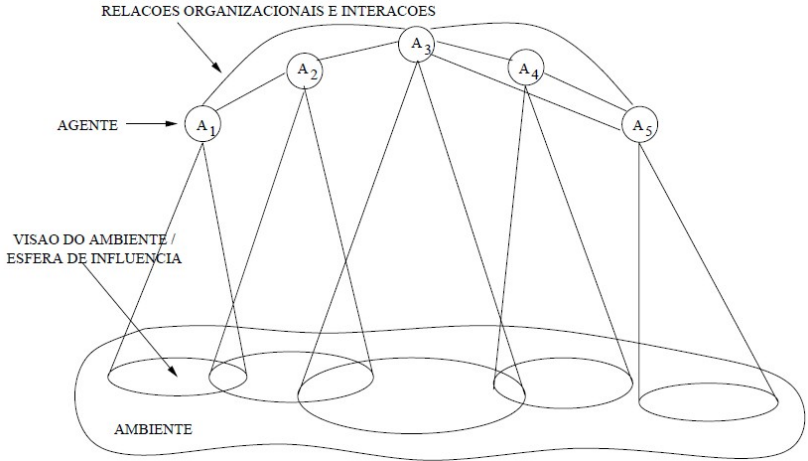 RELACOES ORGANIZACIONAIS E INTERACOES
A3
A2
A4
A1
A5
AGENTE
VISAO DO AMBIENTE /
ESFERA DE INFLUENCIA
AMBIENTE